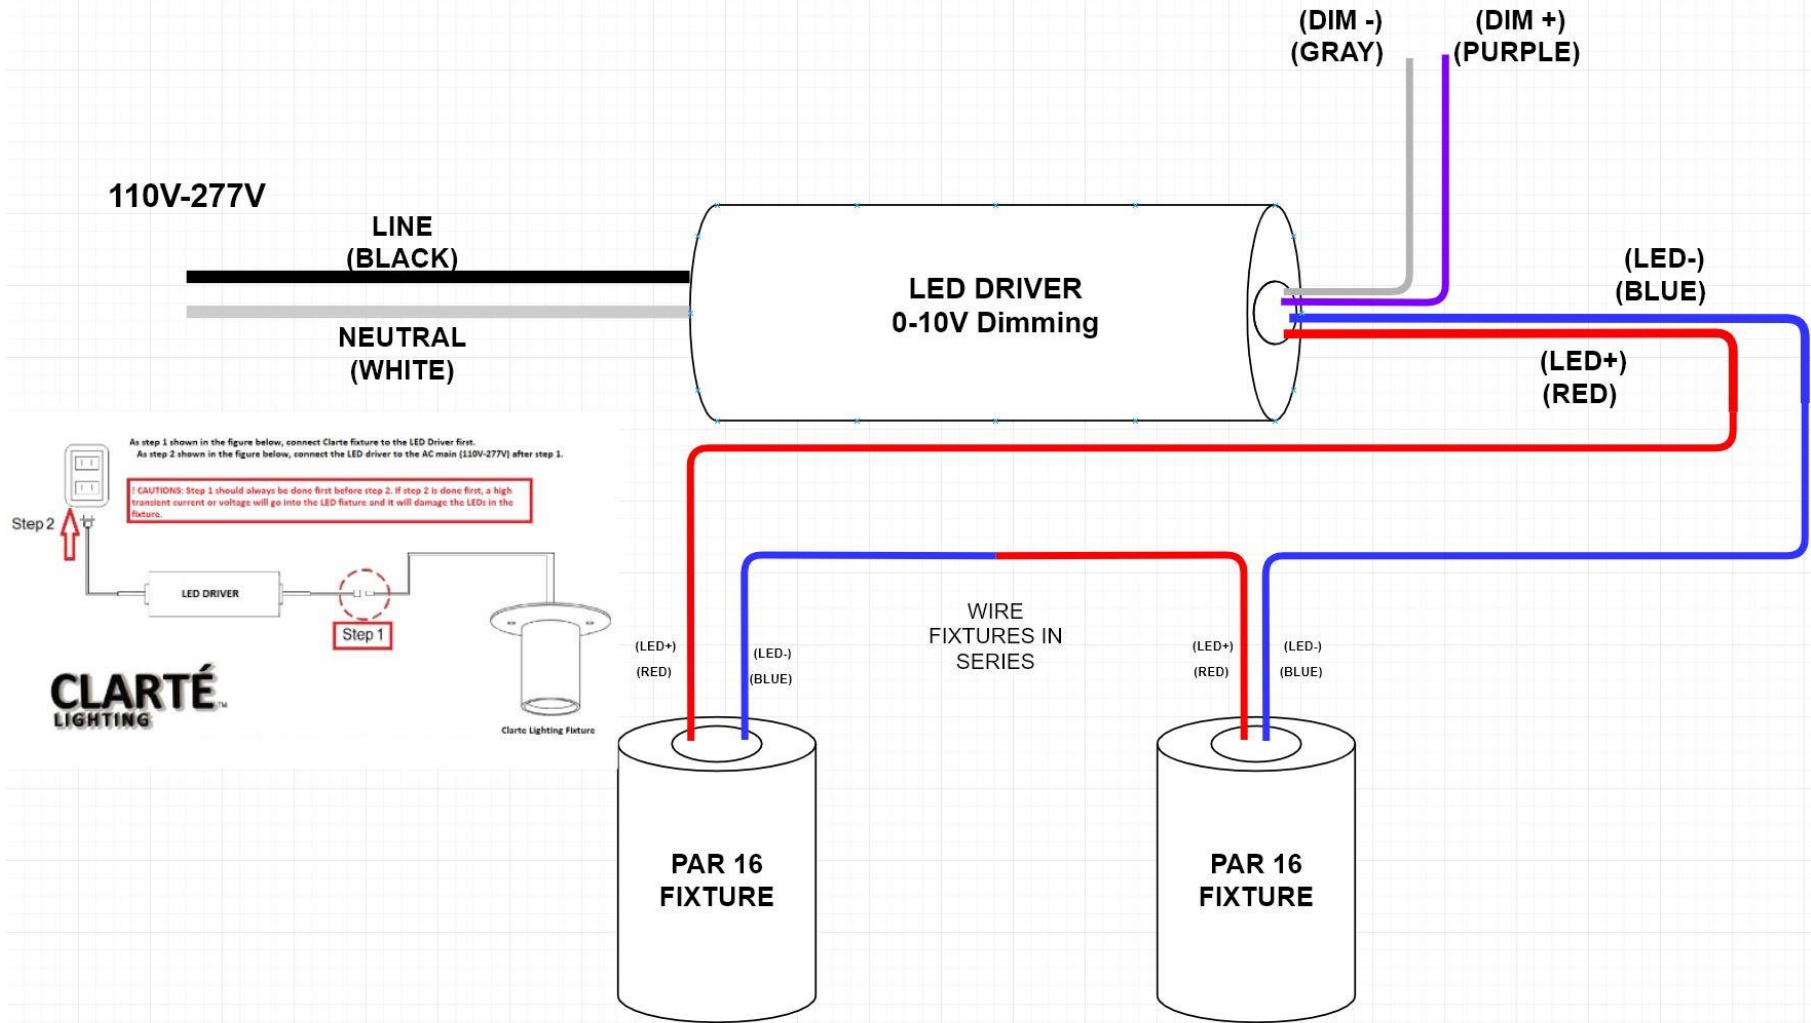 (DIM -)
(GRAY)
(DIM +)
(PURPLE)
110V-277V
LINE
(BLACK)
NEUTRAL
(WHITE)
LED DRIVER
0-10V Dimming
(LED-)
(BLUE)
(LED+)
(RED)
As step 1 shown in the figure below, connect Clarte fixture to the LED Driver first.
As step 2 shown in the figure below, connect the LED driver to the AC main (110V-277V) after step 1.
! CAUTIONS: Step 1 should always be done first before step 2. If step 2 is done first, a high
transient current or voltage will go into the LED fixture and it will damage the LEDs in the
fixture.
Step 2
LED DRIVER
Step 1
CLARTÉ
TM
LIGHTING
Clarte Lighting Fixture
WIRE
FIXTURES IN
SERIES
(LED+)
(RED)
(LED-)
(BLUE)
(LED+)
(RED)
(LED-)
(BLUE)
PAR 16
FIXTURE
PAR 16
FIXTURE